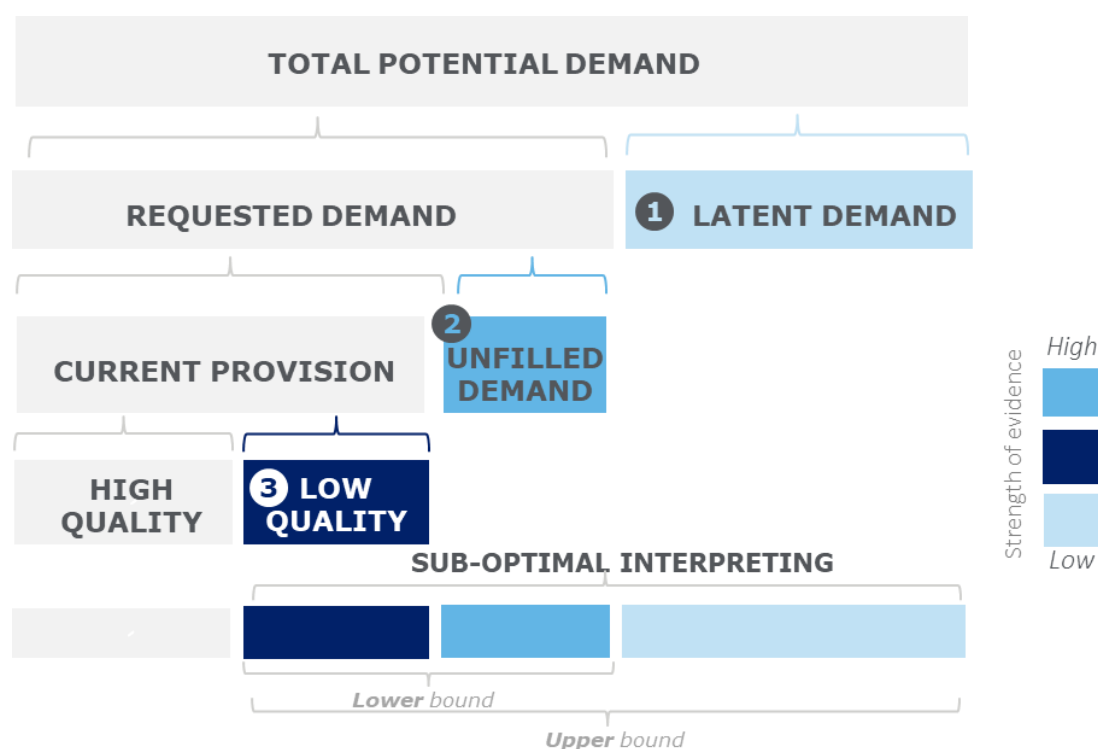 TOTAL POTENTIAL DEMAND
REQUESTED DEMAND
1 LATENT DEMAND
CURRENT PROVISION
2
UNFILLED
DEMAND
HIGH
QUALITY
3 LOW
QUALITY
SUB-OPTIMAL INTERPRETING
Lower bound
Upper bound
High
Strength of evidence
Low